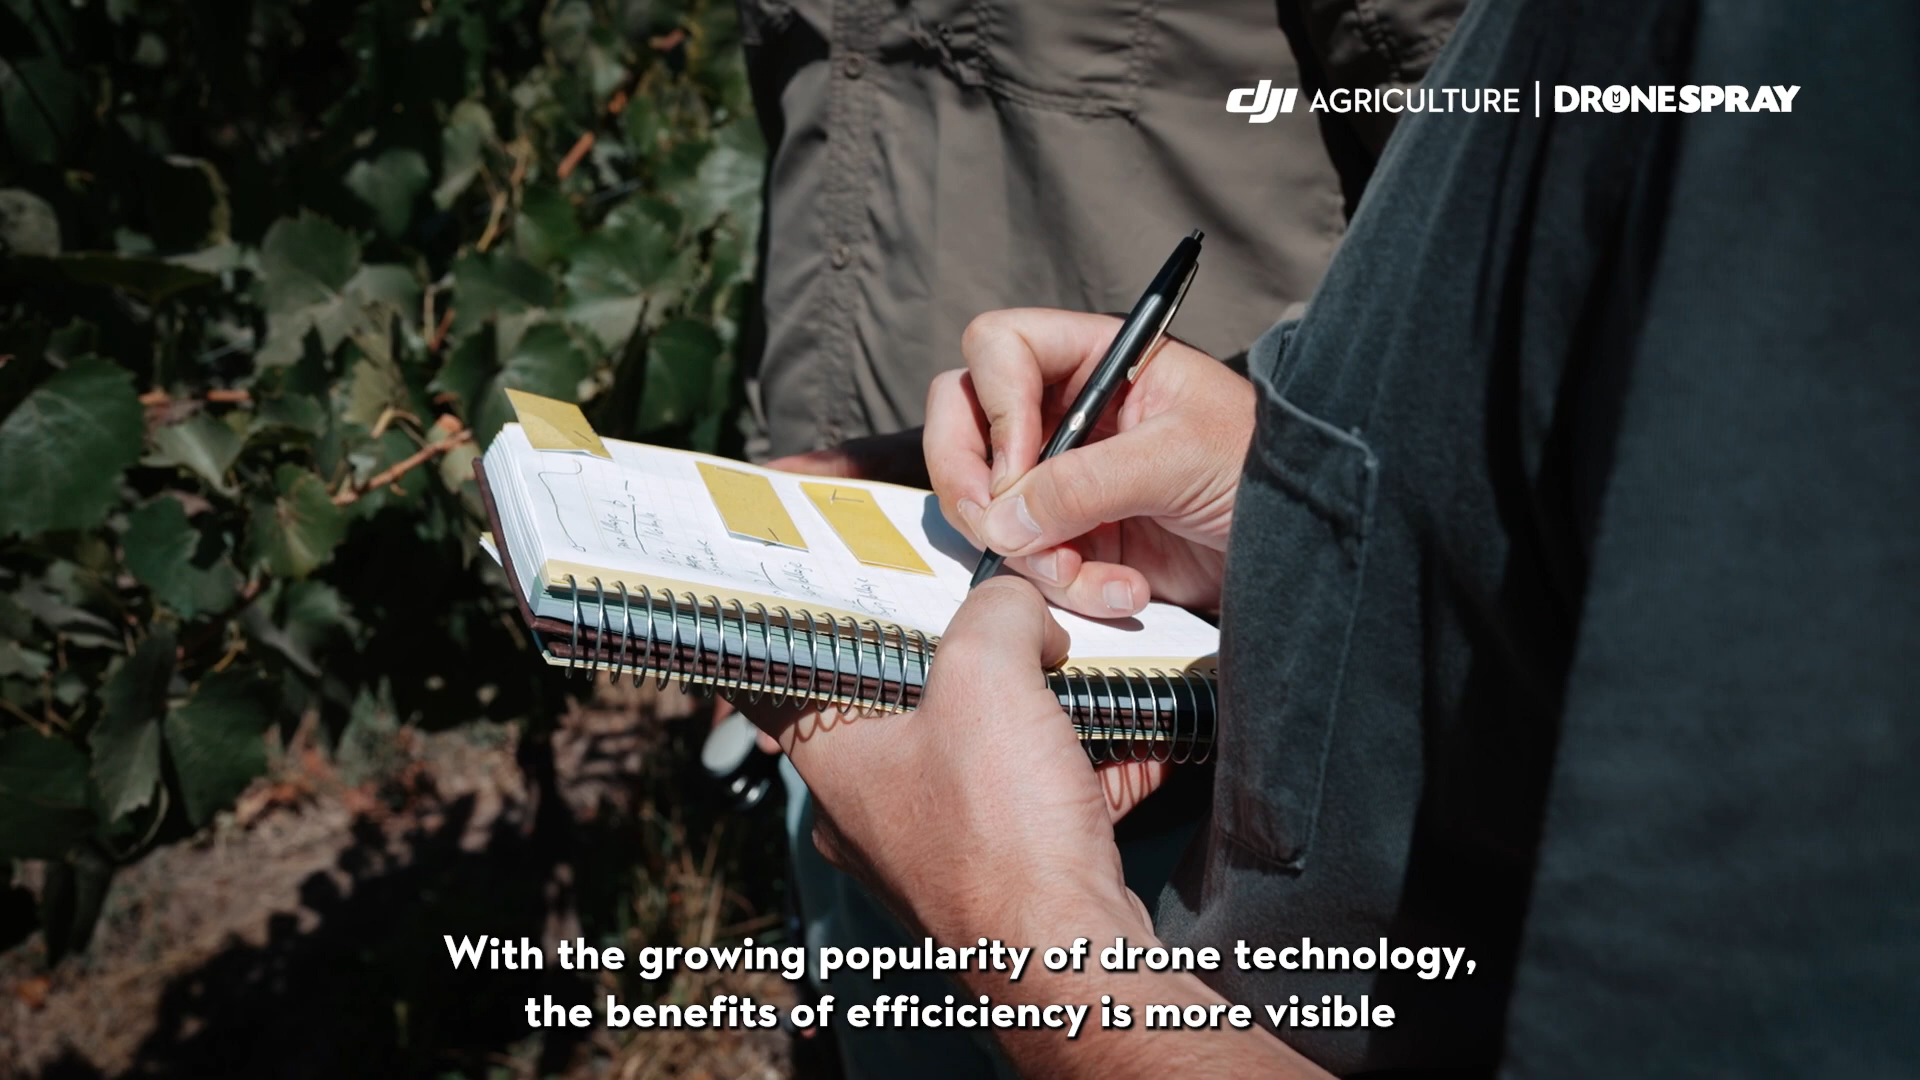 dji AGRICULTURE | DRONESPRAY
With the growing popularity of drone technology,
the benefits of efficiciency is more visible